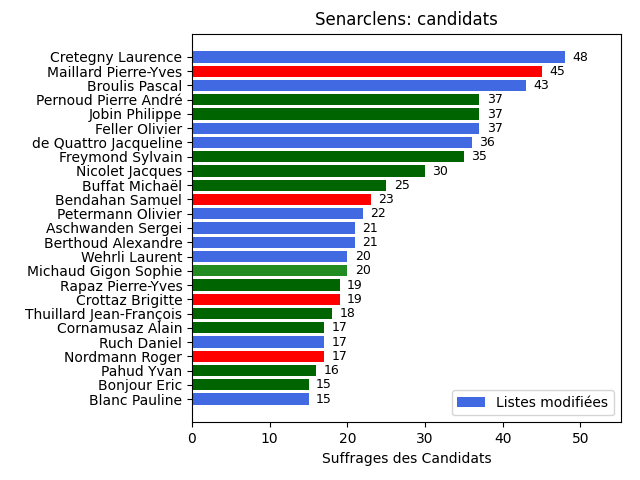 Senarclens: candidats
Cretegny Laurence 48
Maillard Pierre-Yves 45
Broulis Pascal 43
Pernoud Pierre André 37
Jobin Philippe 37
Feller Olivier 37
de Quattro Jacqueline 36
Freymond Sylvain 35
Nicolet Jacques 30
Buffat Michaël 25
Bendahan Samuel 23
Petermann Olivier 22
Aschwanden Sergei 21
Berthoud Alexandre 21
Wehrli Laurent 20
Michaud Gigon Sophie 20
Rapaz Pierre-Yves 19
Crottaz Brigitte 19
Thuillard Jean-François 18
Cornamusaz Alain 17
Ruch Daniel 17
Nordmann Roger 17
Pahud Yvan 16
Bonjour Eric 15
Blanc Pauline 15
Listes modifiées
0 10 20 30 40 50
Suffrages des Candidats